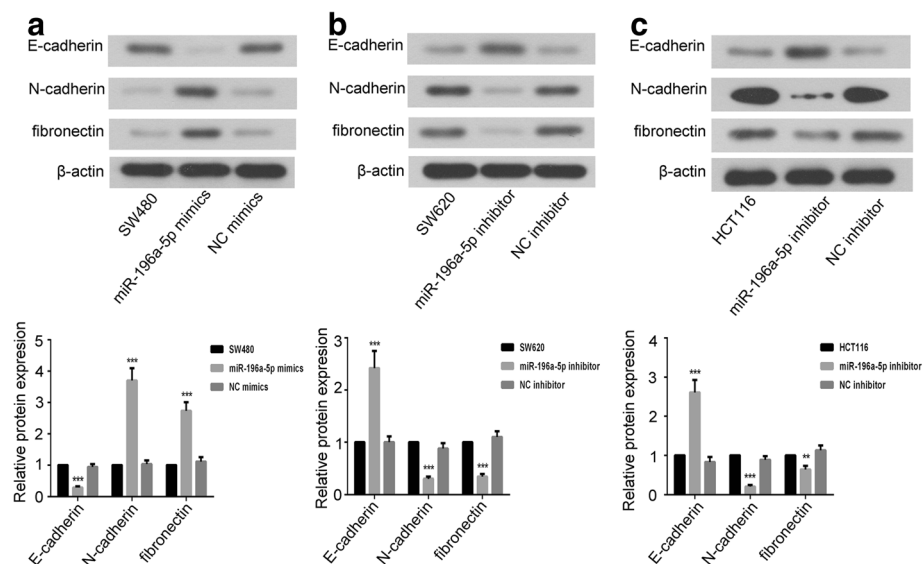 a
E-cadherin
N-cadherin
fibronectin
β-actin
SW480
miR-196a-5p mimics
NC mimics
b
E-cadherin
N-cadherin
fibronectin
β-actin
SW620
miR-196a-5p inhibitor
NC inhibitor
c
E-cadherin
N-cadherin
fibronectin
β-actin
HCT116
miR-196a-5p inhibitor
NC inhibitor
Relative protein expresion
5
4
3
2
1
0
***
***
***
SW480
miR-196a-5p mimics
NC mimics
E-cadherin
N-cadherin
fibronectin
Relative protein expresion
3
2
1
0
***
***
***
SW620
miR-196a-5p inhibitor
NC inhibitor
E-cadherin
N-cadherin
fibronectin
Relative protein expresion
4
3
2
1
0
***
***
**
HCT116
miR-196a-5p inhibitor
NC inhibitor
E-cadherin
N-cadherin
fibronectin